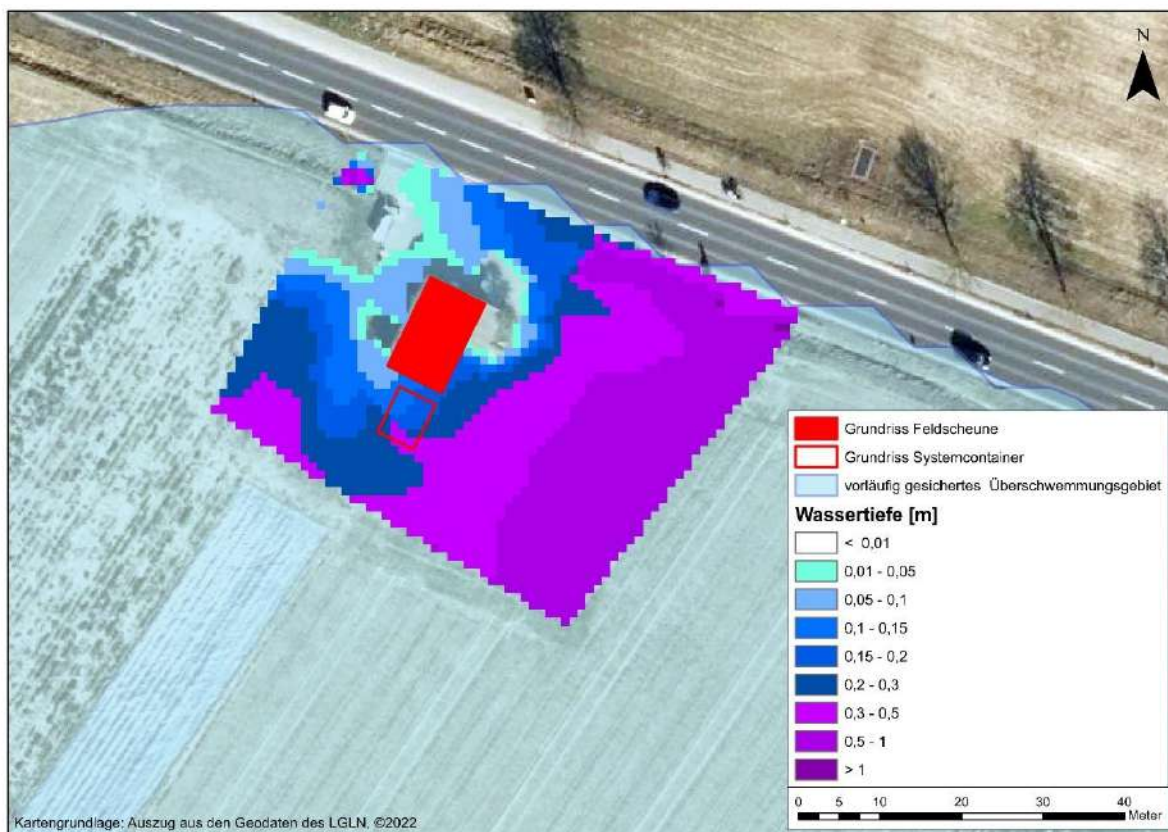 N
Grundriss Feldscheune
Grundriss Systemcontainer
vorläufig gesichertes Überschwemmungsgebiet
Wassertiefe [m]
< 0,01
0,01 - 0,05
0,05 - 0,1
0,1 - 0,15
0,15 - 0,2
0,2 - 0,3
0,3 - 0,5
0,5 - 1
> 1
0 5 10 20 30 40
Meter
Kartengrundlage: Auszug aus den Geodaten des LGLN, ©2022